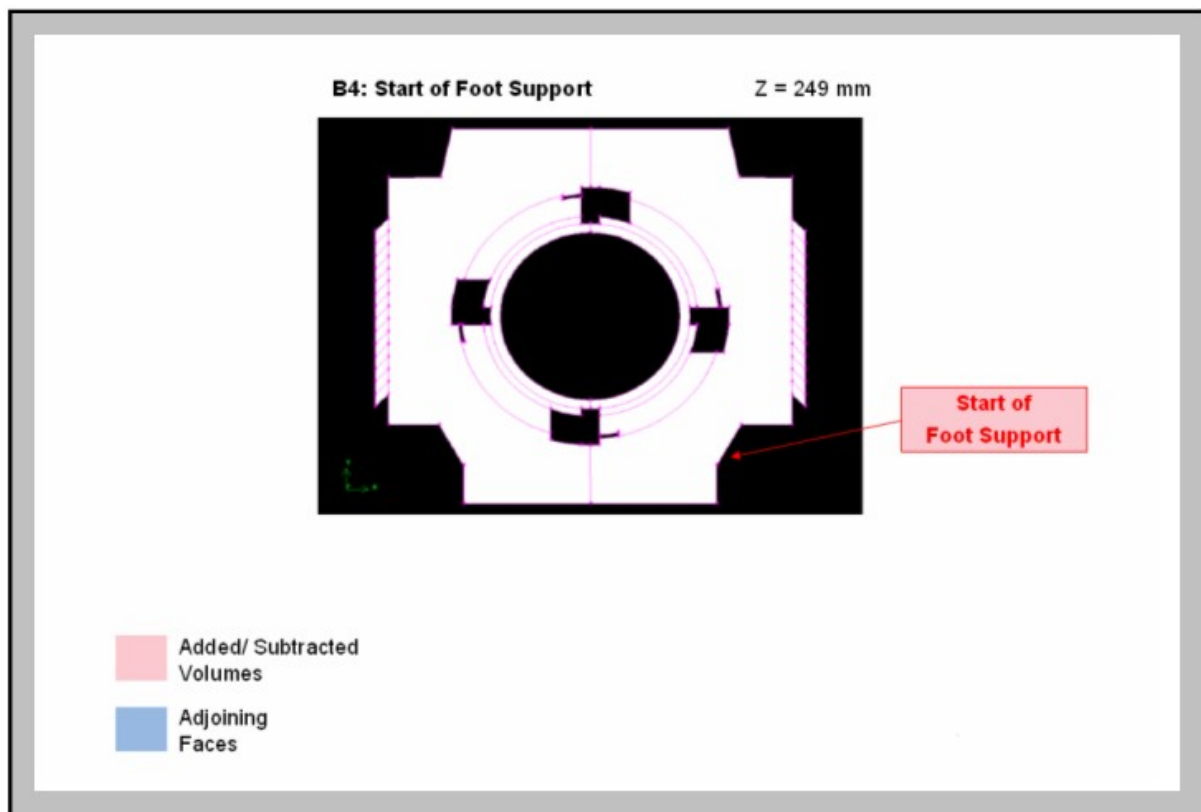 B4: Start of Foot Support Z = 249 mm
Start of
Foot Support
Added/ Subtracted
Volumes
Adjoining
Faces